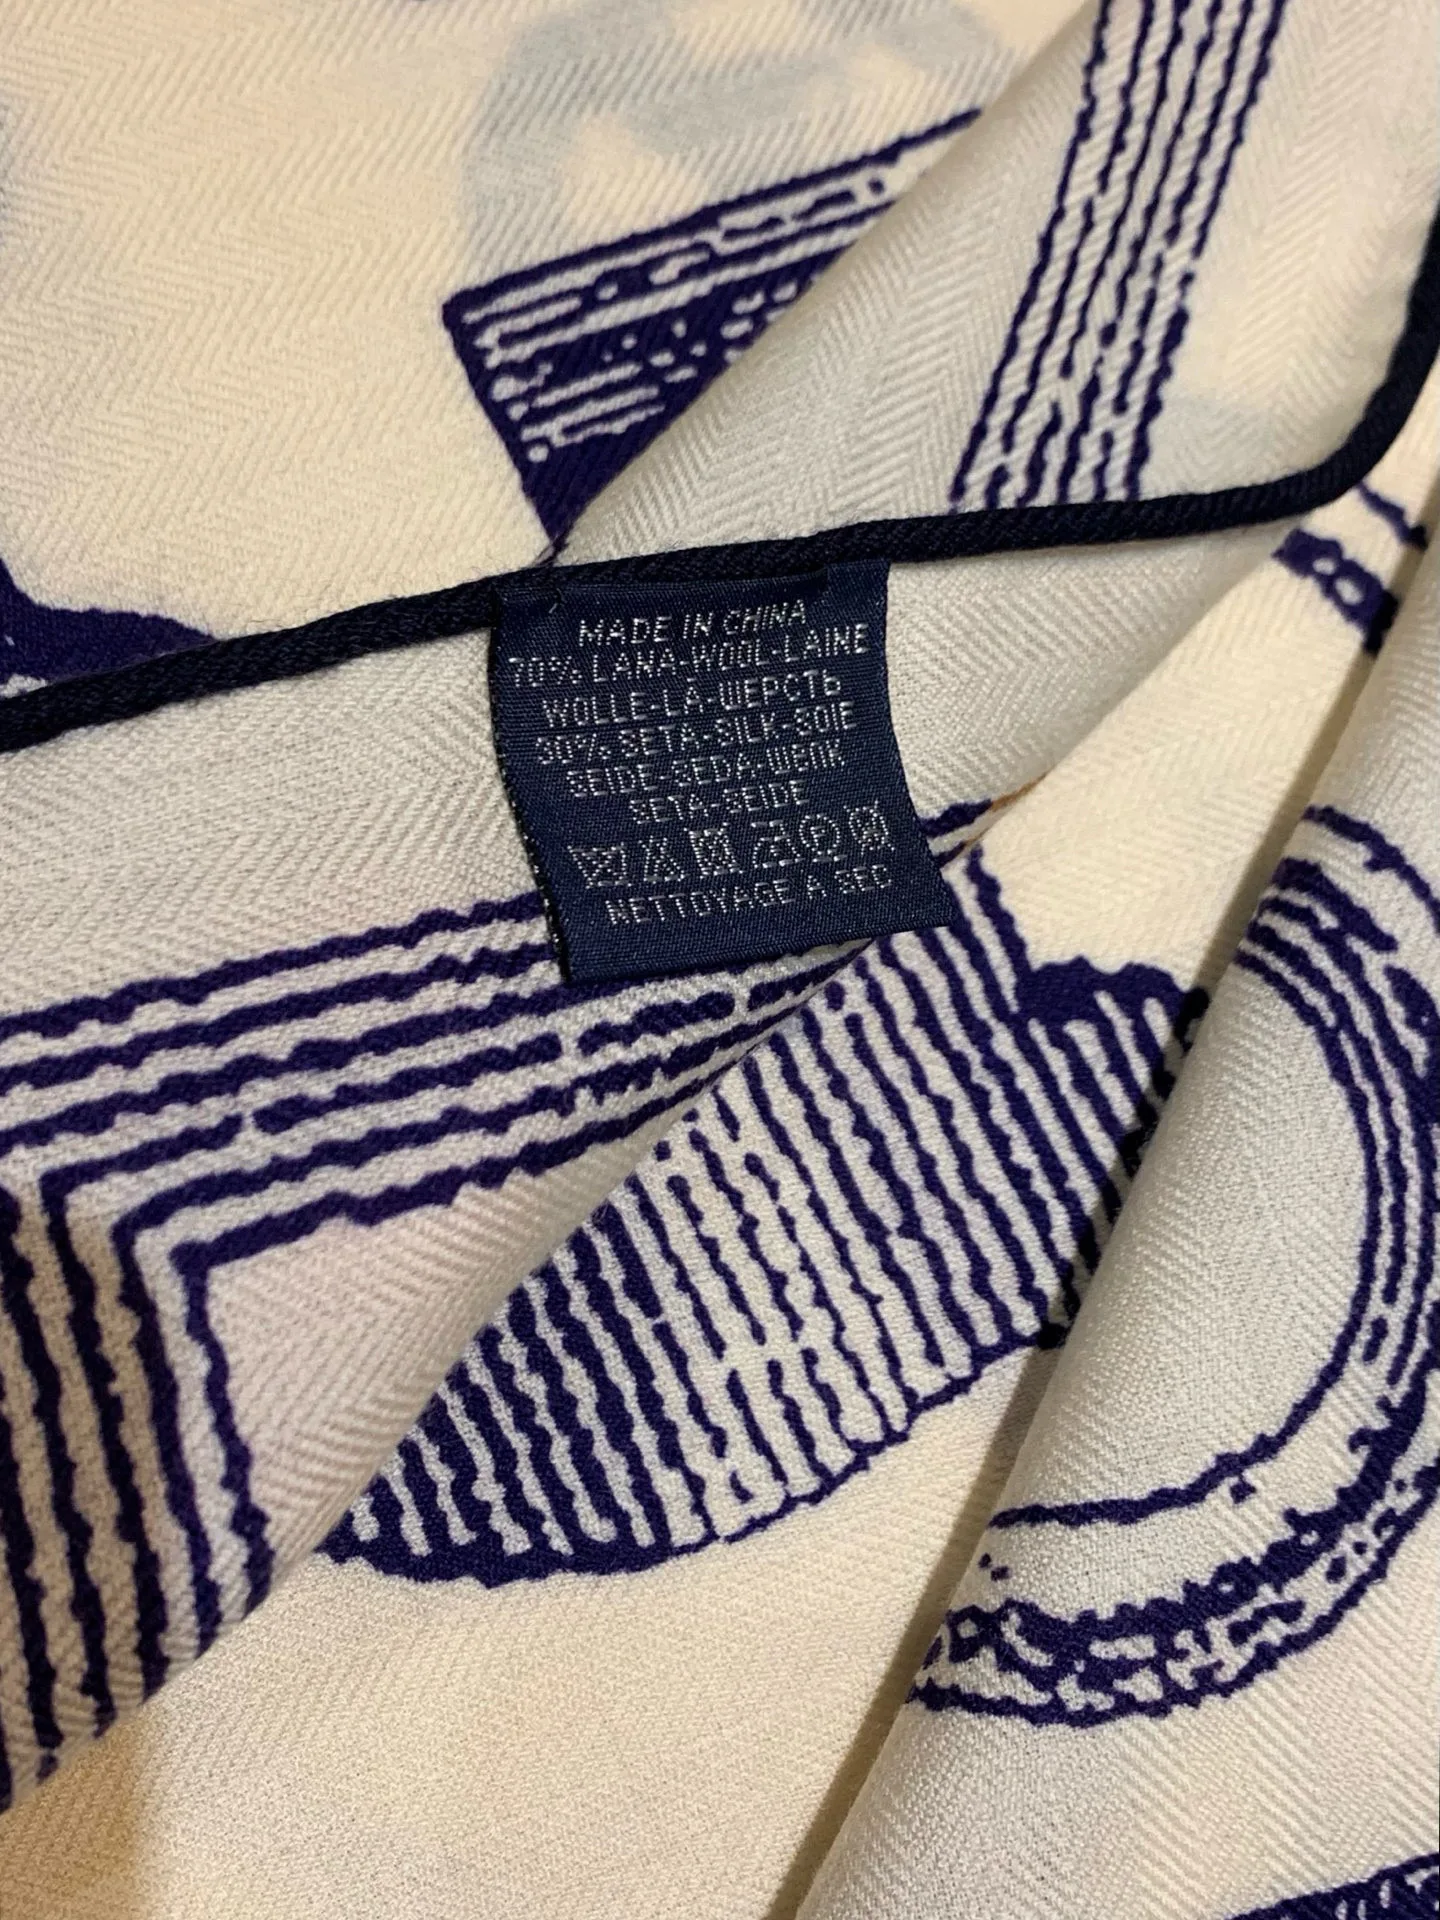 MADE IN CHINA
70% LANA-WOOL-LAINE
WOLLE-LÃ-ШЕРСТЬ
30% SETA-SILK-SOIE
SEIDE-SEDA-ШЕЛК
SETA-SEIDE
P
NETTOYAGE A SEC